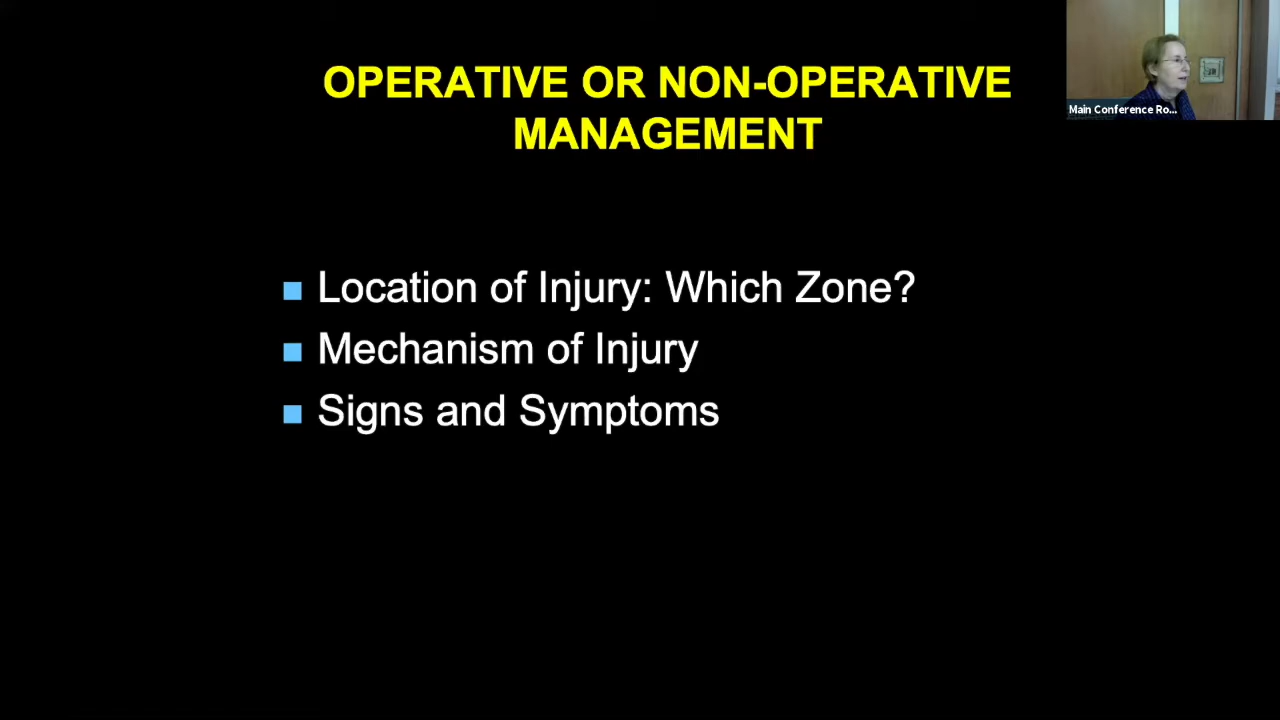 OPERATIVE OR NON-OPERATIVE
MANAGEMENT
Main Conference Ro...
Location of Injury: Which Zone?
Mechanism of Injury
Signs and Symptoms